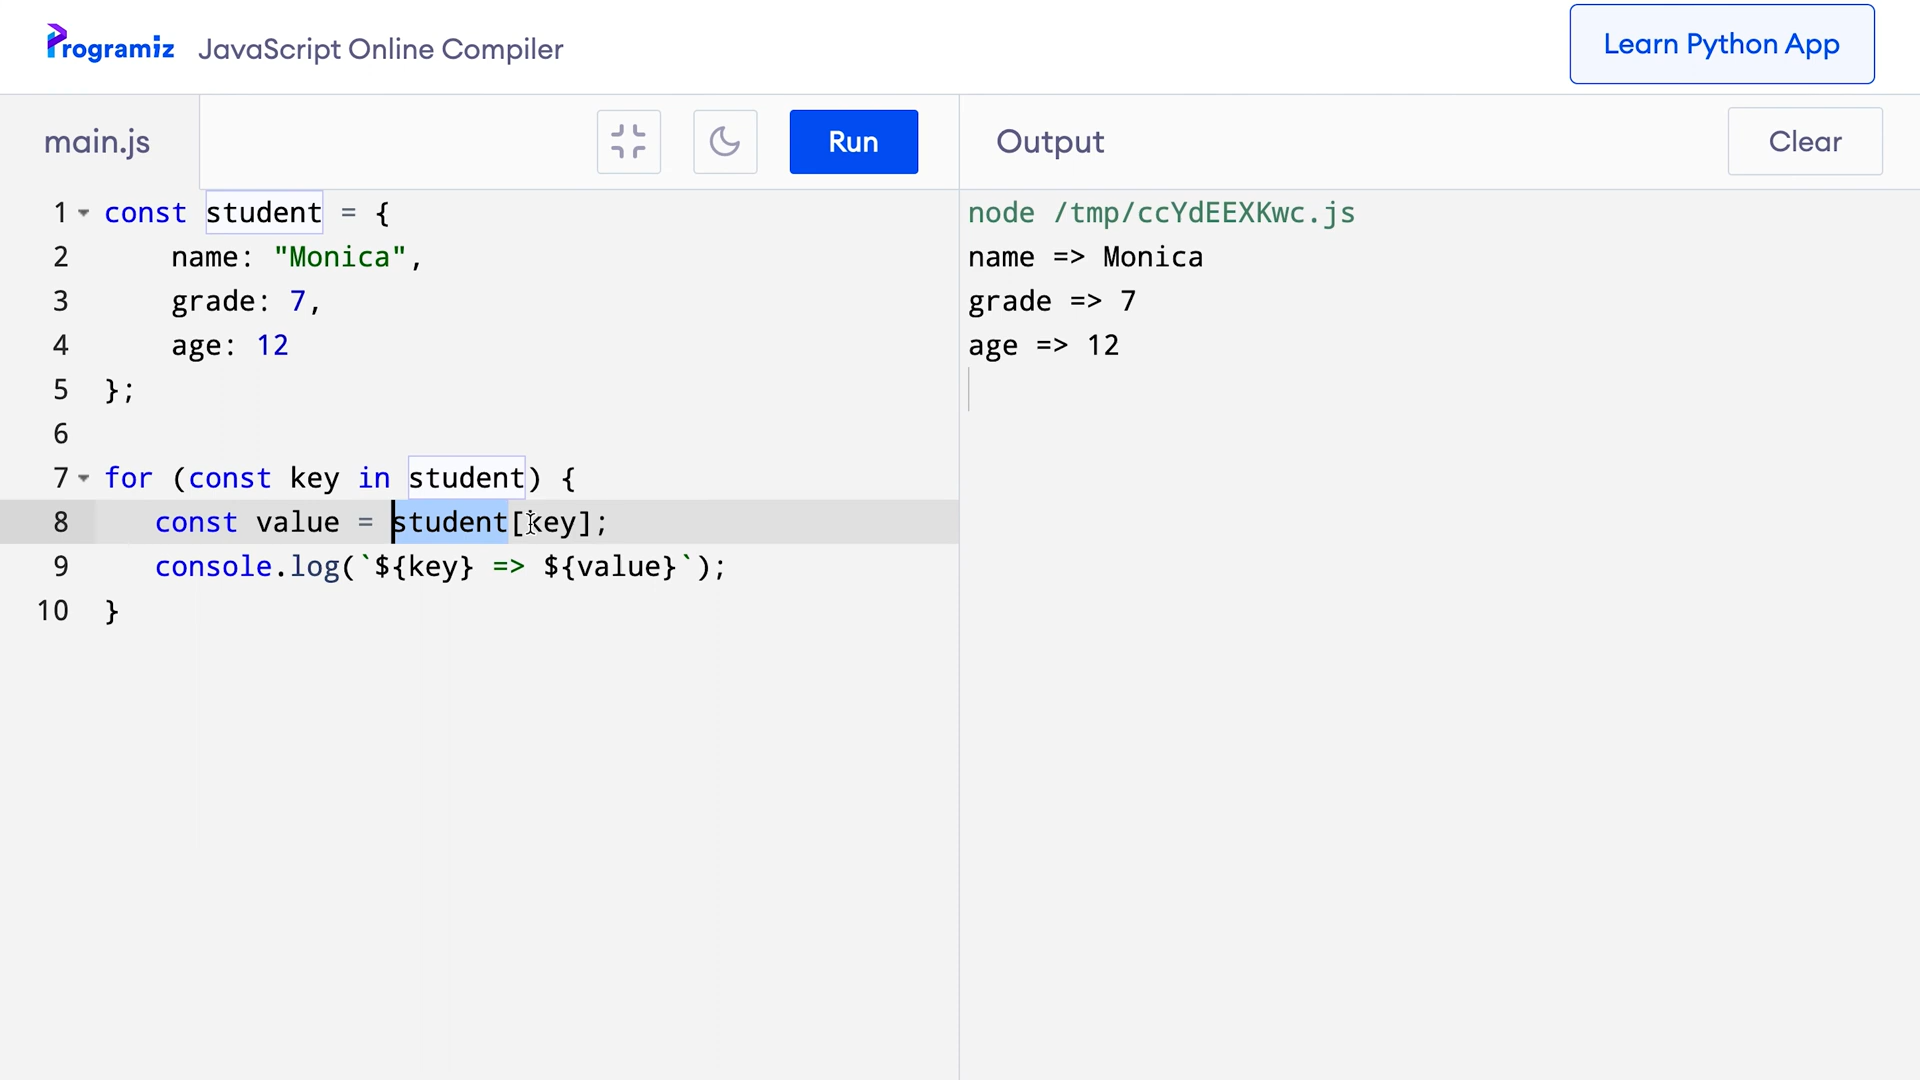 Programiz JavaScript Online Compiler
Learn Python App
main.js
Run
Output
Clear
1 const student = {
2     name: "Monica",
3     grade: 7,
4     age: 12
5 };
6
7 for (const key in student) {
8    const value = student[key];
9    console.log(`${key} => ${value}`);
10 }
node /tmp/ccYdEEXKwc.js
name => Monica
grade => 7
age => 12